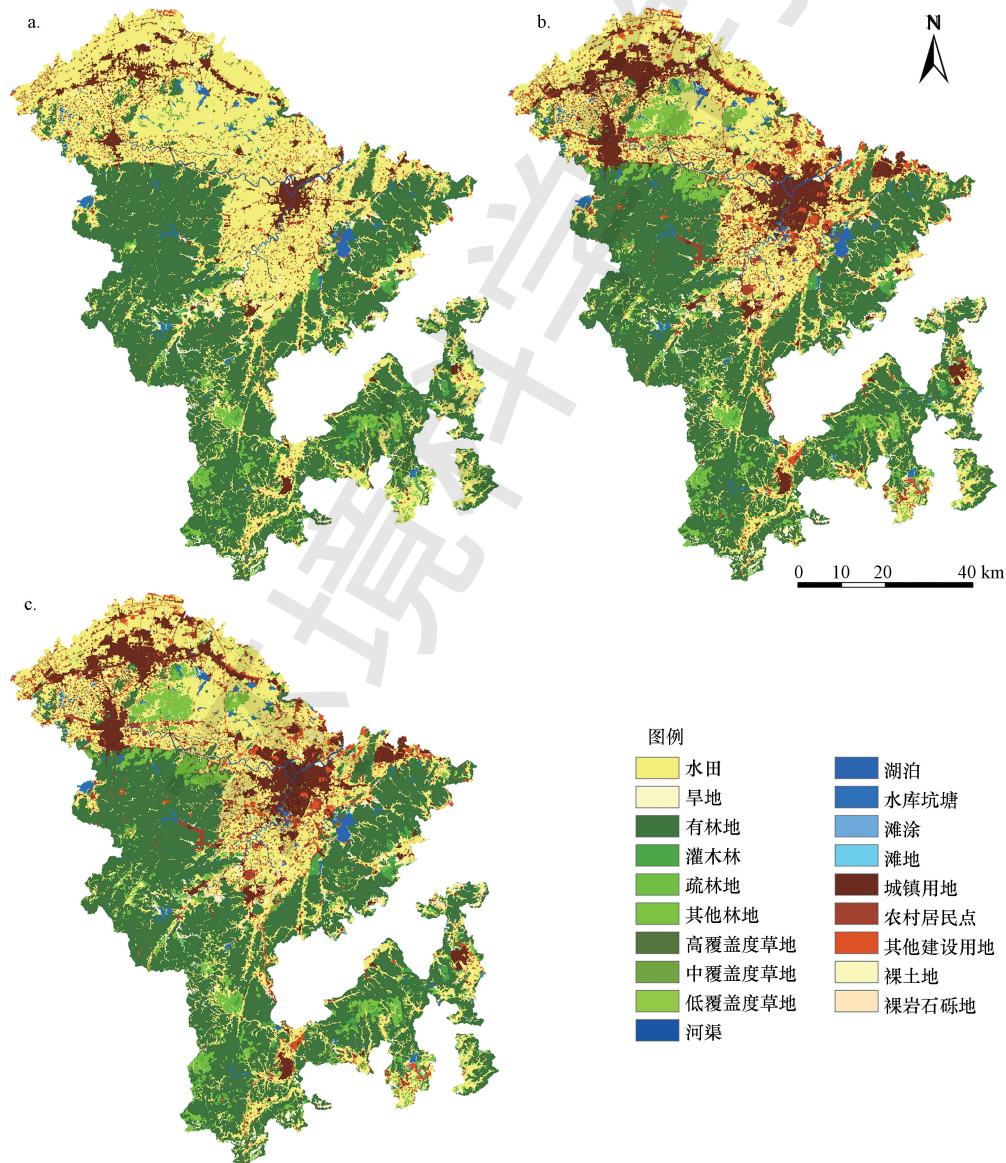 a.
b.
N
0 10 20 40 km
c.
图例
水田
旱地
有林地
灌木林
疏林地
其他林地
高覆盖度草地
中覆盖度草地
低覆盖度草地
河渠
湖泊
水库坑塘
滩涂
滩地
城镇用地
农村居民点
其他建设用地
裸土地
裸岩石砾地
环境科学